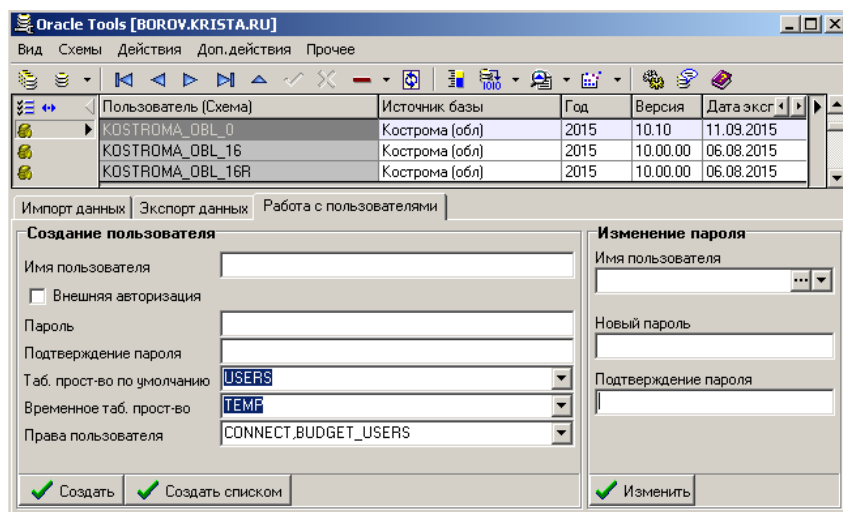 Oracle Tools [BOROV.KRISTA.RU]
Вид Схемы Действия Доп.действия Прочее
Пользователь (Схема) Источник базы Год Версия Дата эксг
KOSTROMA_OBL_0 Кострома (обл) 2015 10.10 11.09.2015
KOSTROMA_OBL_16 Кострома (обл) 2015 10.00.00 06.08.2015
KOSTROMA_OBL_16R Кострома (обл) 2015 10.00.00 06.08.2015
Импорт данных Экспорт данных Работа с пользователями
Создание пользователя
Имя пользователя
Внешняя авторизация
Пароль
Подтверждение пароля
Таб. прост-во по умолчанию USERS
Временное таб. прост-во TEMP
Права пользователя CONNECT,BUDGET_USERS
Создать Создать списком
Изменение пароля
Имя пользователя
Новый пароль
Подтверждение пароля
Изменить